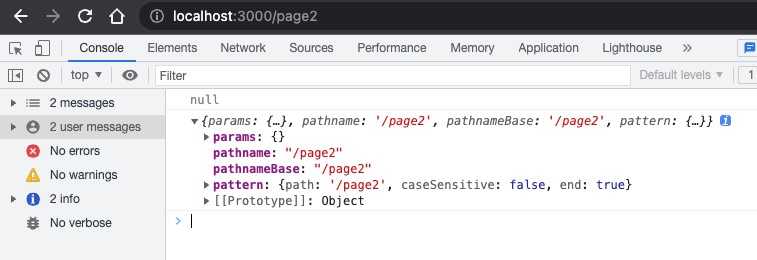 localhost:3000/page2
Console Elements Network Sources Performance Memory Application Lighthouse »
top ▾ Filter Default levels ▾ 1
2 messages
2 user messages
No errors
No warnings
2 info
No verbose
null
▾{params: {…}, pathname: '/page2', pathnameBase: '/page2', pattern: {…}} i
▸params: {}
pathname: "/page2"
pathnameBase: "/page2"
▸pattern: {path: '/page2', caseSensitive: false, end: true}
▸[[Prototype]]: Object
>